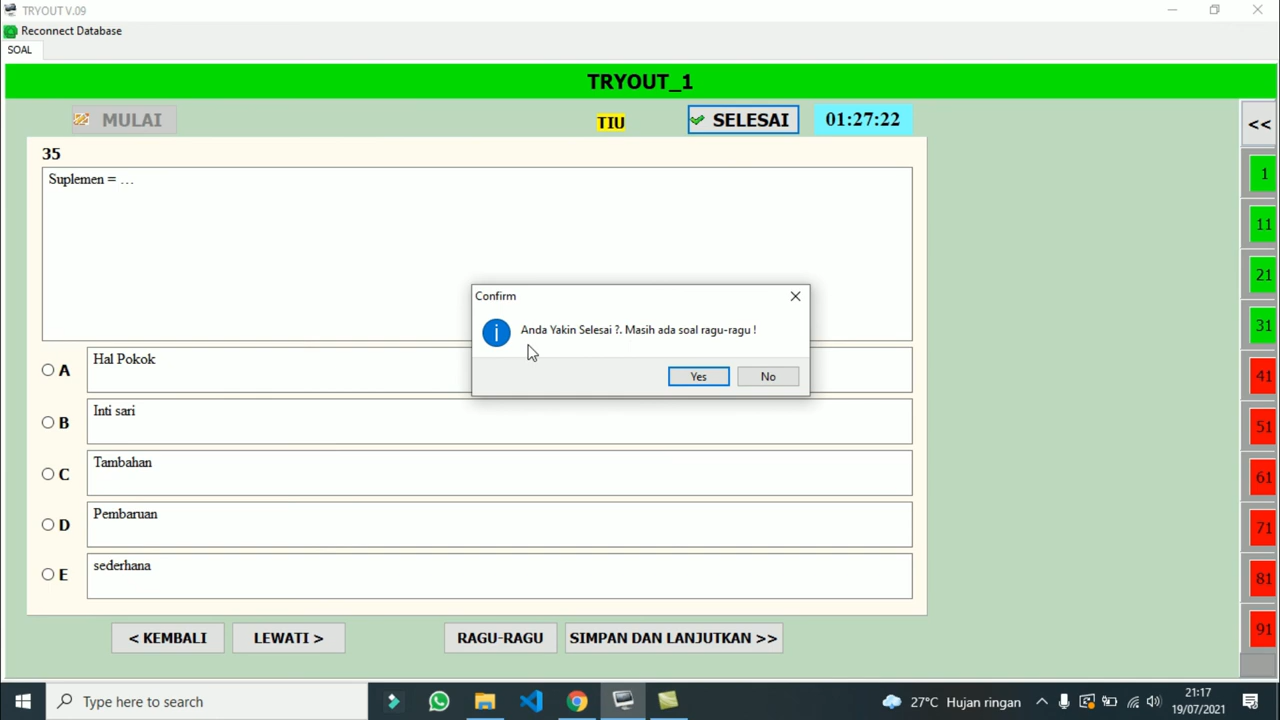 TRYOUT V.09
Reconnect Database
SOAL
TRYOUT_1
MULAI
TIU
SELESAI
01:27:22
<<
35
Suplemen = …
Confirm
Anda Yakin Selesai ?. Masih ada soal ragu-ragu !
Yes
No
A
Hal Pokok
B
Inti sari
C
Tambahan
D
Pembaruan
E
sederhana
1
11
21
31
41
51
61
71
81
91
< KEMBALI
LEWATI >
RAGU-RAGU
SIMPAN DAN LANJUTKAN >>
Type here to search
27°C Hujan ringan
21:17
19/07/2021